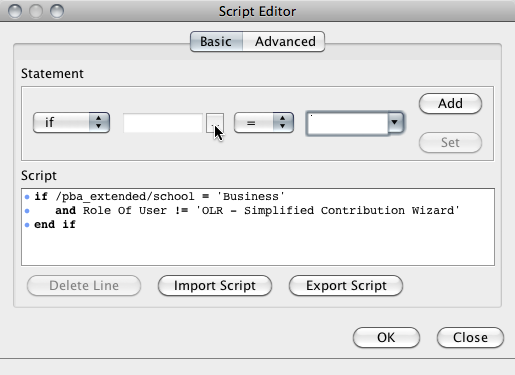 Script Editor
Basic Advanced
Statement
if ... = Add
Set
Script
if /pba_extended/school = 'Business'
and Role Of User != 'OLR - Simplified Contribution Wizard'
end if
Delete Line Import Script Export Script
OK Close